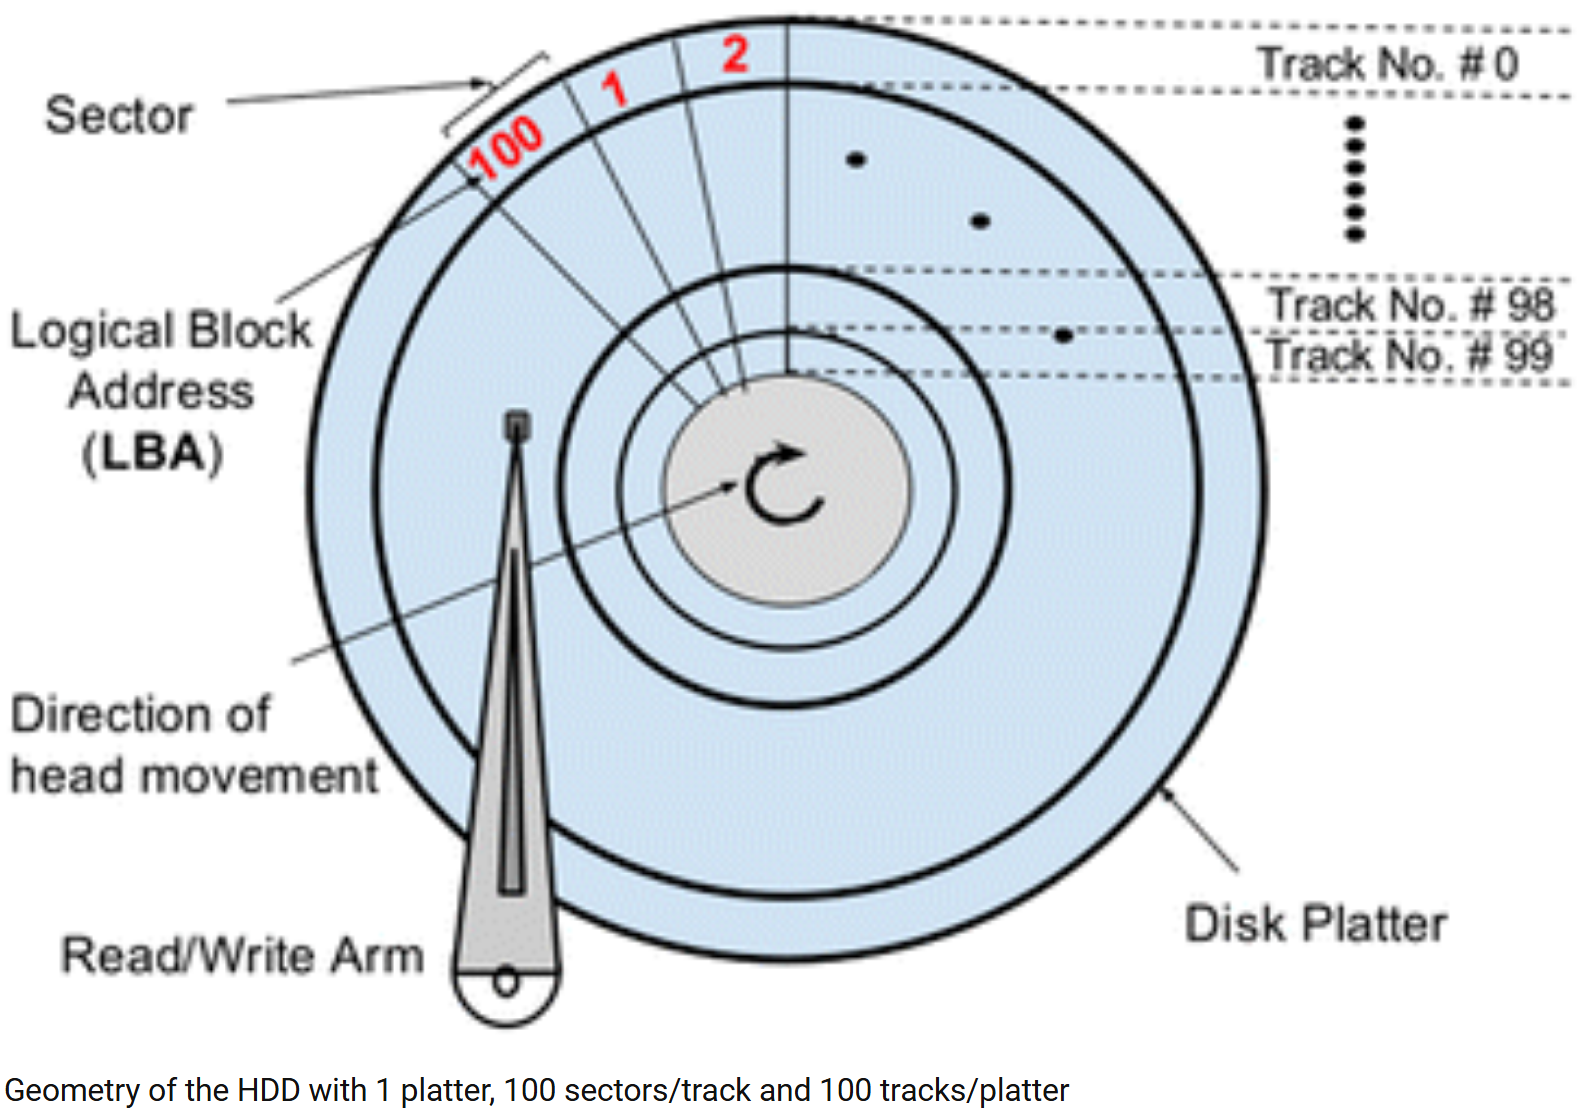 2
Track No. # 0
1
Sector
100
Track No. # 98
Logical Block
Track No. # 99
Address
(LBA)
Direction of
head movement
Disk Platter
Read/Write Arm
Geometry of the HDD with 1 platter, 100 sectors/track and 100 tracks/platter